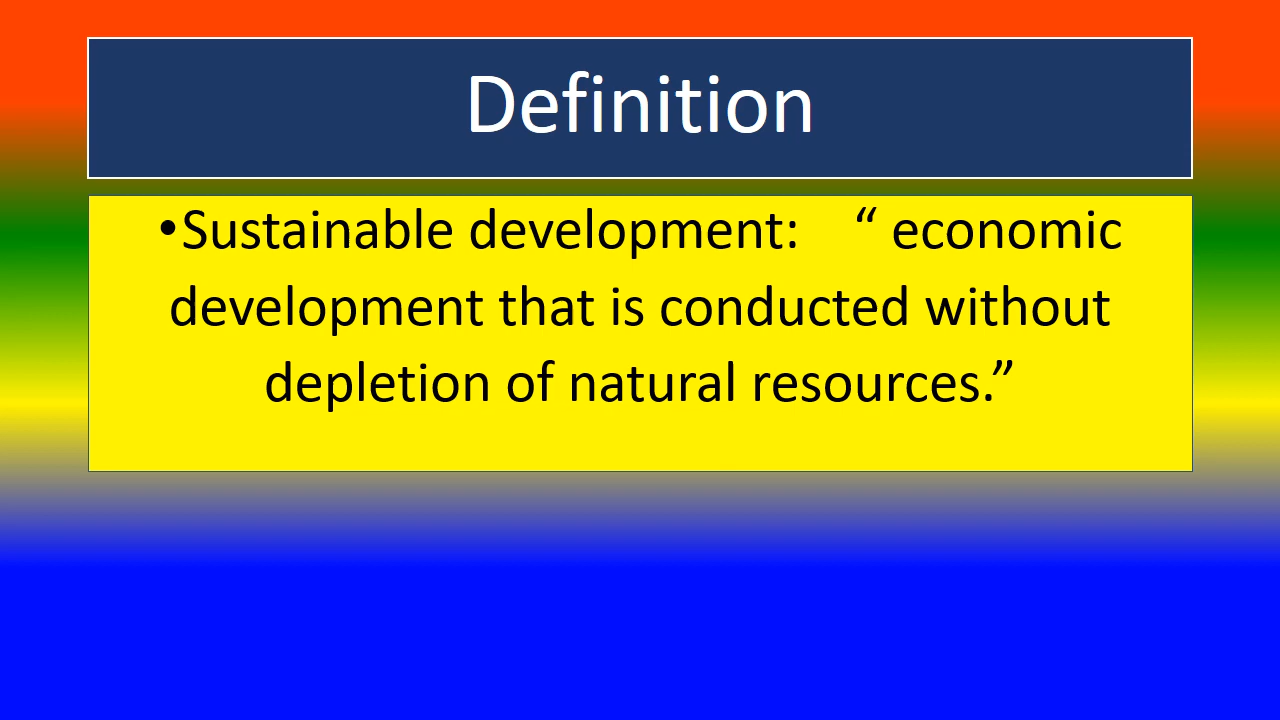 Definition
•Sustainable development: “ economic
development that is conducted without
depletion of natural resources.”